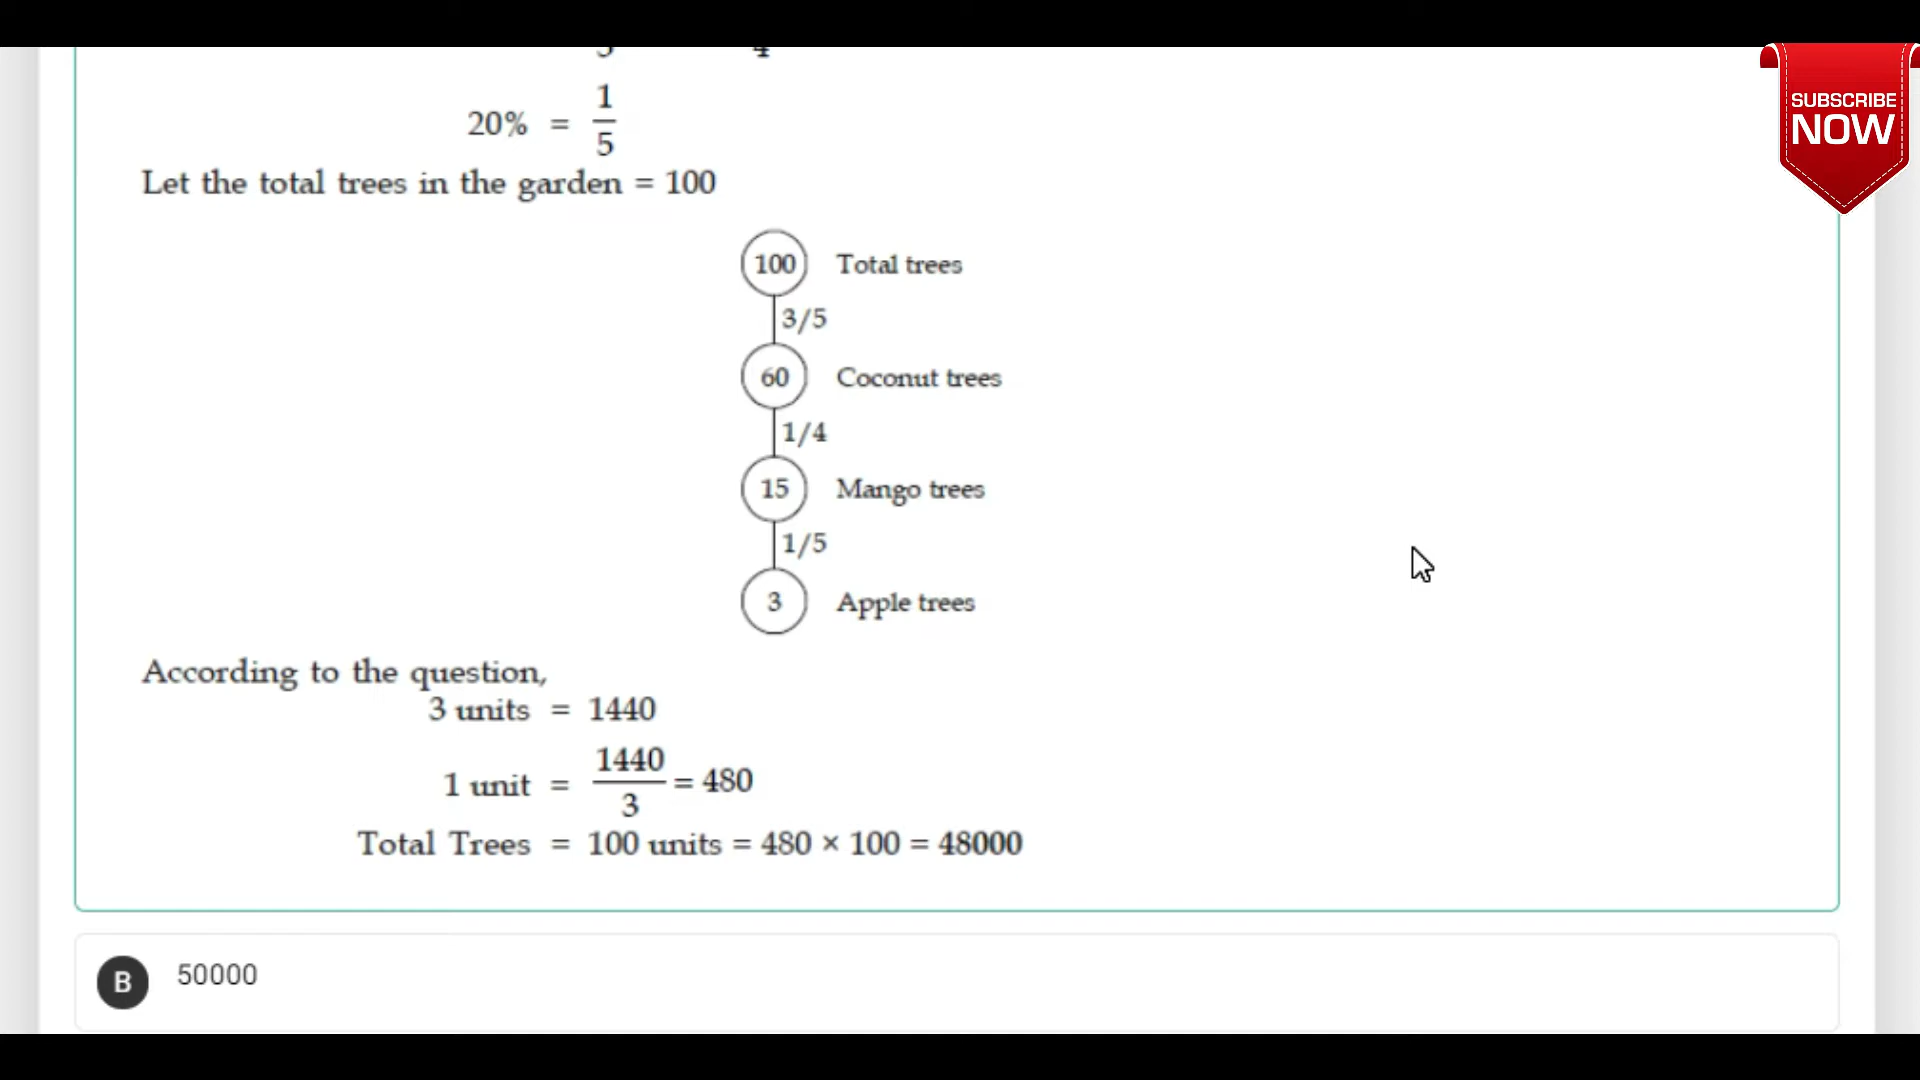 20% = 1/5
Let the total trees in the garden = 100
100 Total trees
3/5
60 Coconut trees
1/4
15 Mango trees
1/5
3 Apple trees
According to the question,
3 units = 1440
1 unit = 1440/3 = 480
Total Trees = 100 units = 480 × 100 = 48000
B 50000
SUBSCRIBE
NOW